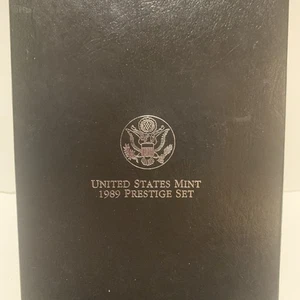 UNITED STATES MINT
1989 PRESTIGE SET